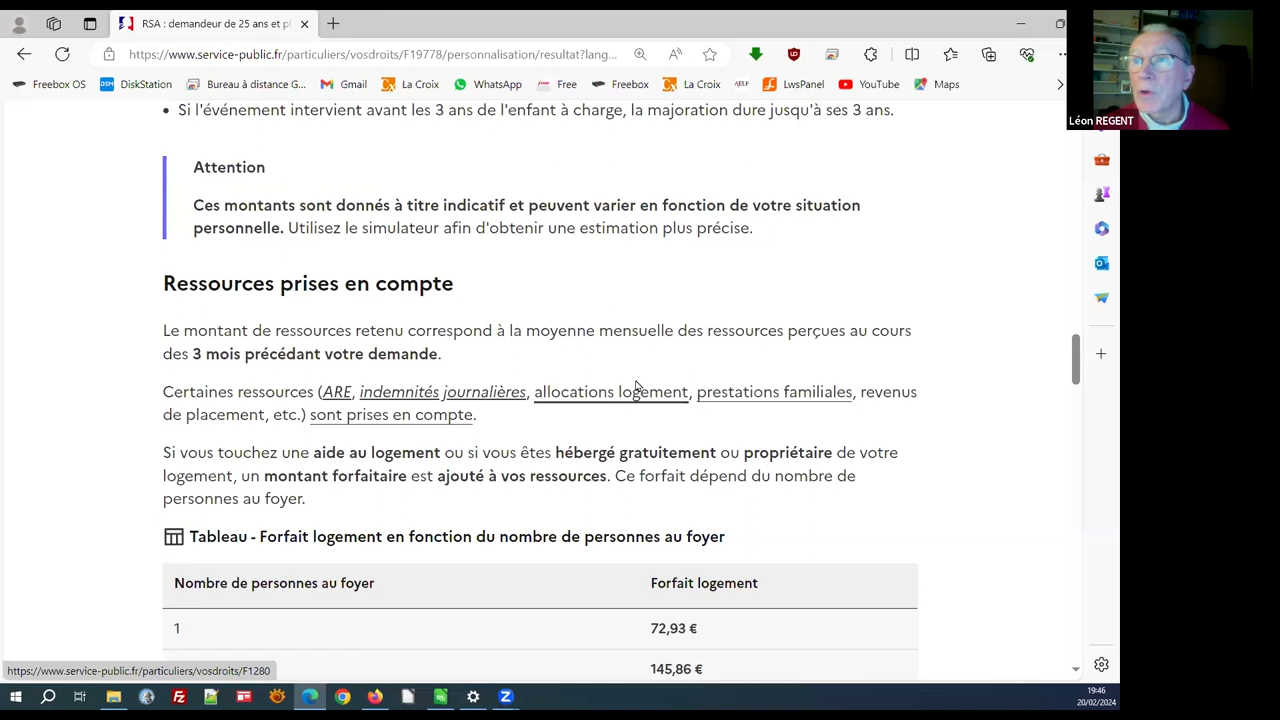 RSA : demandeur de 25 ans et pl
https://www.service-public.fr/particuliers/vosdroits/F19778/personnalisation/resultat?lang...
Freebox OS
DiskStation
Bureau à distance G...
Gmail
La Croix
WhatsApp
Free
Freebox
La Croix
LwsPanel
YouTube
Maps
Léon REGENT
• Si l'événement intervient avant les 3 ans de l'enfant à charge, la majoration dure jusqu'à ses 3 ans.
Attention
Ces montants sont donnés à titre indicatif et peuvent varier en fonction de votre situation
personnelle. Utilisez le simulateur afin d'obtenir une estimation plus précise.
Ressources prises en compte
Le montant de ressources retenu correspond à la moyenne mensuelle des ressources perçues au cours
des 3 mois précédant votre demande.
Certaines ressources (ARE, indemnités journalières, allocations logement, prestations familiales, revenus
de placement, etc.) sont prises en compte.
Si vous touchez une aide au logement ou si vous êtes hébergé gratuitement ou propriétaire de votre
logement, un montant forfaitaire est ajouté à vos ressources. Ce forfait dépend du nombre de
personnes au foyer.
Tableau - Forfait logement en fonction du nombre de personnes au foyer
Nombre de personnes au foyer
Forfait logement
1
72,93 €
145,86 €
https://www.service-public.fr/particuliers/vosdroits/F1280
19:46
20/02/2024